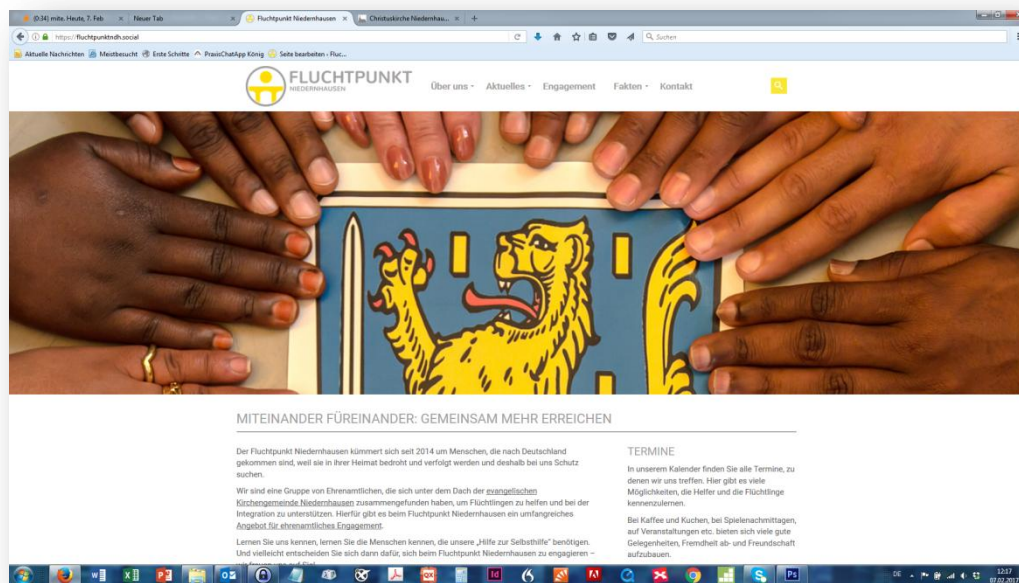 (0:34) mite. Heute, 7. Feb
Neuer Tab
Fluchtpunkt Niedernhausen
Christuskirche Niedernhau...
https://fluchtpunktndh.social
Suchen
Aktuelle Nachrichten Meistbesucht Erste Schritte PraxisChatApp König Seite bearbeiten ‹ Fluc...
FLUCHTPUNKT
NIEDERNHAUSEN
Über uns Aktuelles Engagement Fakten Kontakt
MITEINANDER FÜREINANDER: GEMEINSAM MEHR ERREICHEN
Der Fluchtpunkt Niedernhausen kümmert sich seit 2014 um Menschen, die nach Deutschland
gekommen sind, weil sie in ihrer Heimat bedroht und verfolgt werden und deshalb bei uns Schutz
suchen.
Wir sind eine Gruppe von Ehrenamtlichen, die sich unter dem Dach der evangelischen
Kirchengemeinde Niedernhausen zusammengefunden haben, um Flüchtlingen zu helfen und bei der
Integration zu unterstützen. Hierfür gibt es beim Fluchtpunkt Niedernhausen ein umfangreiches
Angebot für ehrenamtliches Engagement.
Lernen Sie uns kennen, lernen Sie die Menschen kennen, die unsere „Hilfe zur Selbsthilfe" benötigen.
Und vielleicht entscheiden Sie sich dann dafür, sich beim Fluchtpunkt Niedernhausen zu engagieren –
wir freuen uns auf Sie!
TERMINE
In unserem Kalender finden Sie alle Termine, zu
denen wir uns treffen. Hier gibt es viele
Möglichkeiten, die Helfer und die Flüchtlinge
kennenzulernen.
Bei Kaffee und Kuchen, bei Spielenachmittagen,
auf Veranstaltungen etc. bieten sich viele gute
Gelegenheiten, Fremdheit ab- und Freundschaft
aufzubauen.
Id
Ps
DE
12:17